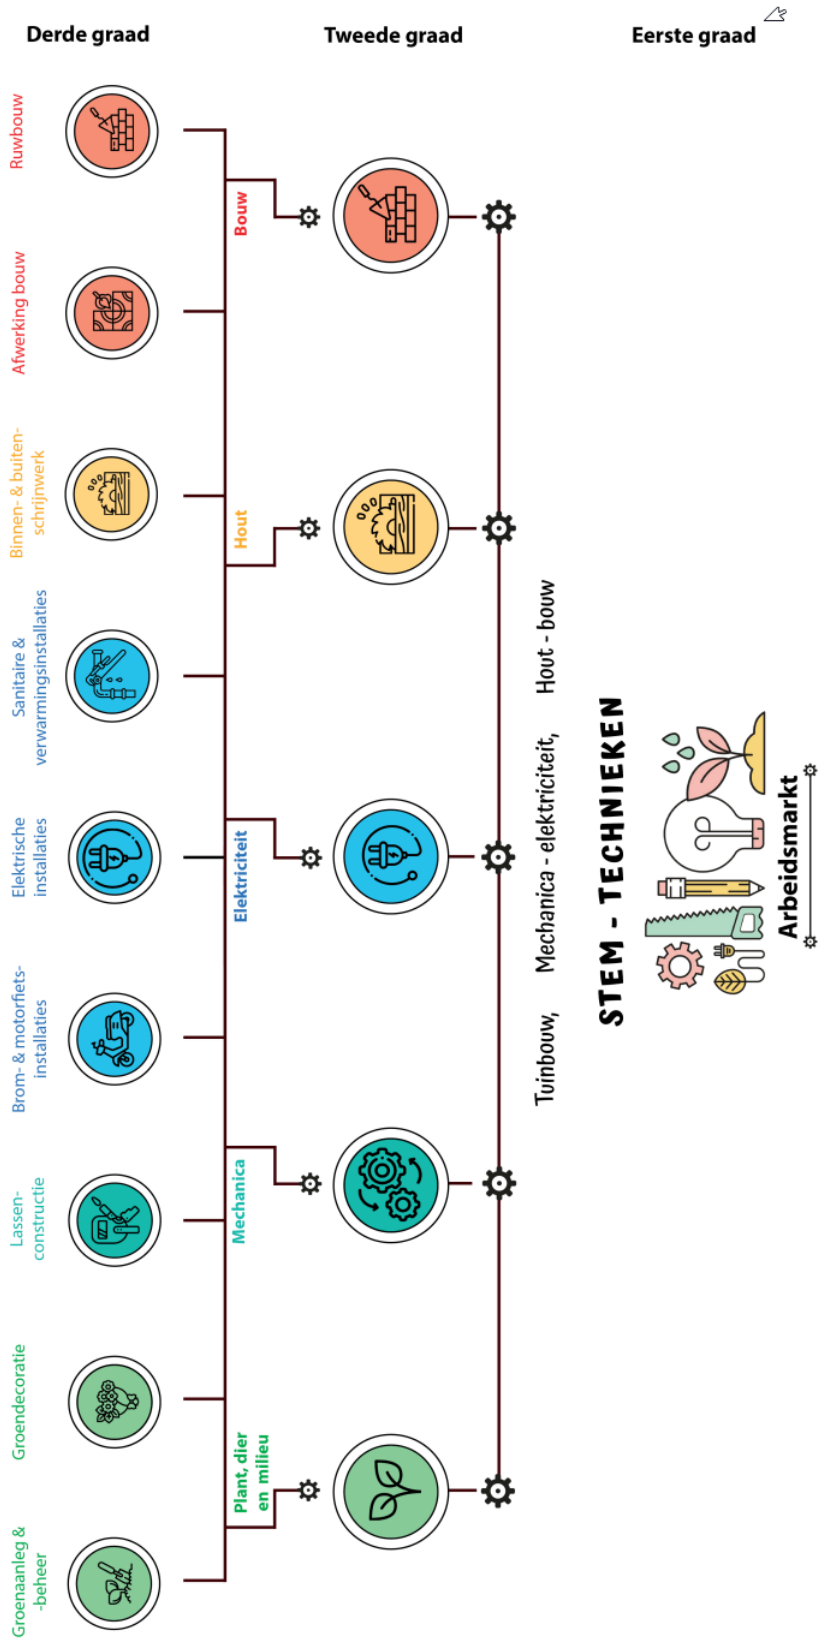 Derde graad
Tweede graad
Eerste graad
Ruwbouw
Afwerking bouw
Binnen- & buiten-
schrijnwerk
Sanitaire &
verwarmingsinstallaties
Elektrische
installaties
Brom- & motorfiets-
installaties
Lassen-
constructie
Groendecoratie
Groenaanleg &
-beheer
Bouw
Hout
Elektriciteit
Mechanica
Plant, dier
en milieu
Tuinbouw, Mechanica - elektriciteit, Hout - bouw
STEM - TECHNIEKEN
Arbeidsmarkt